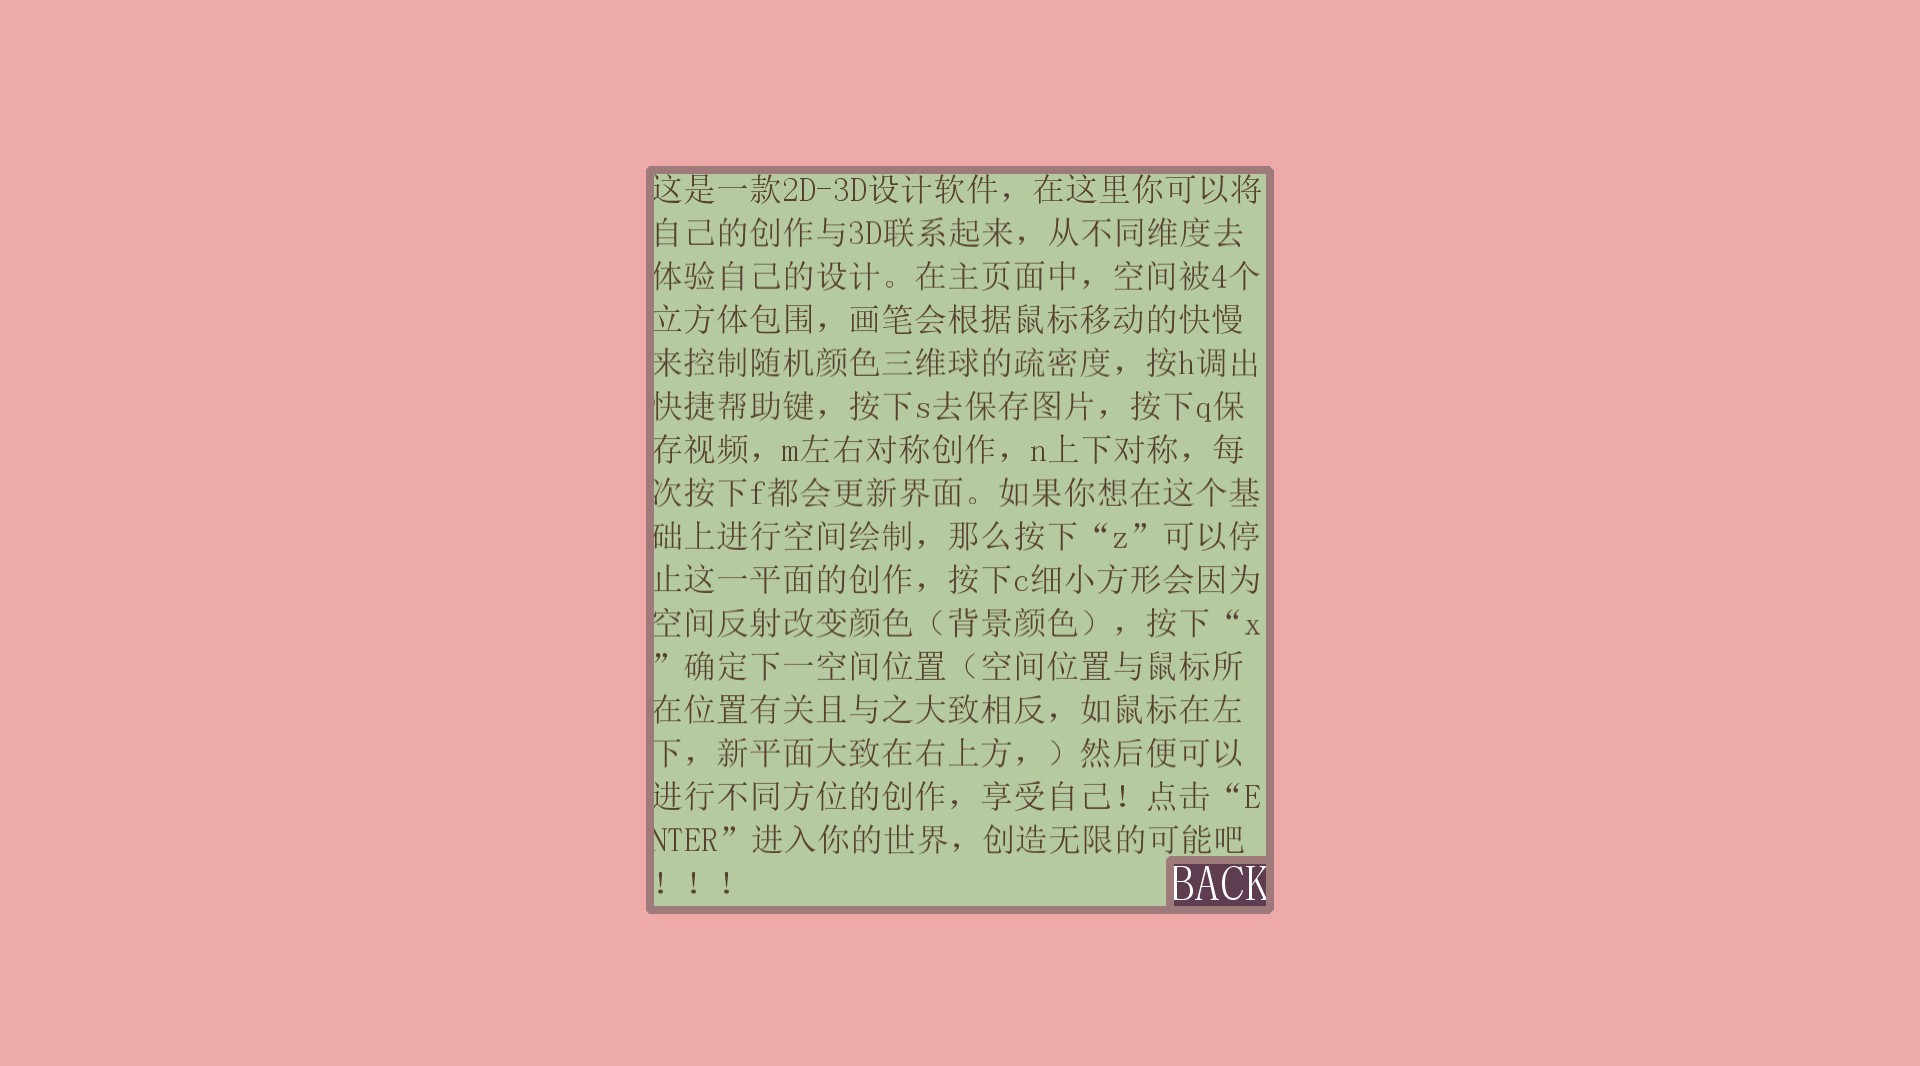 这是一款2D-3D设计软件，在这里你可以将
自己的创作与3D联系起来，从不同维度去
体验自己的设计。在主页面中，空间被4个
立方体包围，画笔会根据鼠标移动的快慢
来控制随机颜色三维球的疏密度，按h调出
快捷帮助键，按下s去保存图片，按下q保
存视频，m左右对称创作，n上下对称，每
次按下f都会更新界面。如果你想在这个基
础上进行空间绘制，那么按下“z”可以停
止这一平面的创作，按下c细小方形会因为
空间反射改变颜色（背景颜色），按下“x
”确定下一空间位置（空间位置与鼠标所
在位置有关且与之大致相反，如鼠标在左
下，新平面大致在右上方，）然后便可以
进行不同方位的创作，享受自己！点击“E
NTER”进入你的世界，创造无限的可能吧
！！！
BACK